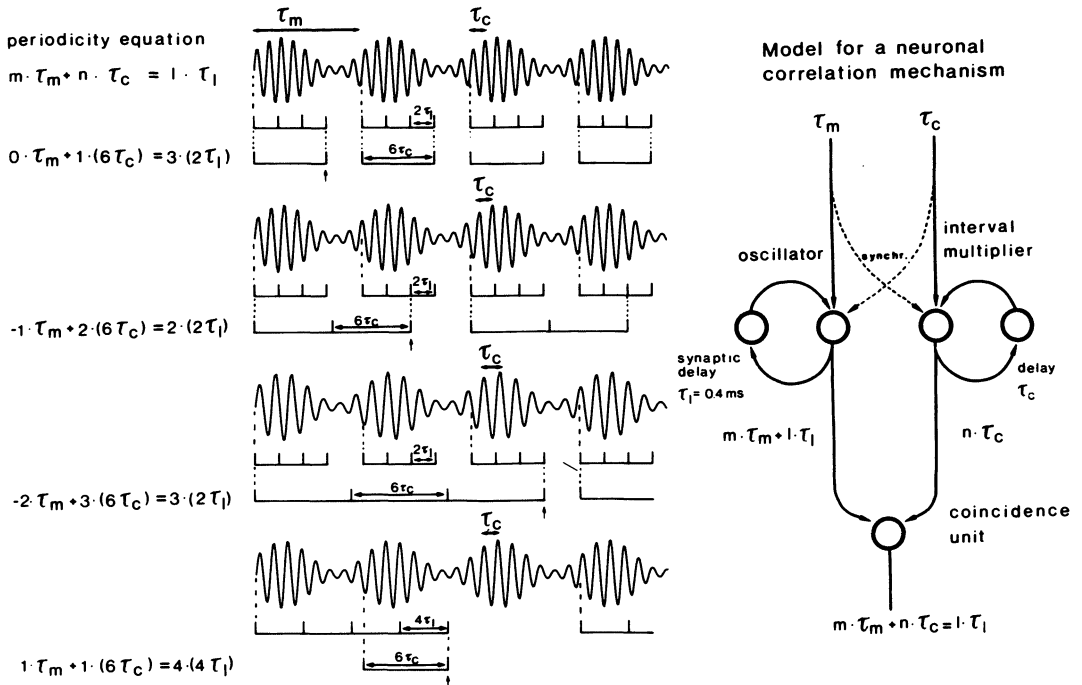 periodicity equation
m · τm + n · τc = l · τl
τm
τc
2τl
6τc
0 · τm + 1 · (6τc) = 3 · (2τl)
τc
2τl
6τc
-1 · τm + 2 · (6τc) = 2 · (2τl)
τc
2τl
6τc
-2 · τm + 3 · (6τc) = 3 · (2τl)
τc
4τl
6τc
1 · τm + 1 · (6τc) = 4 · (4τl)
Model for a neuronal
correlation mechanism
τm
τc
oscillator
synchr.
interval
multiplier
synaptic
delay
τl = 0.4 ms
delay
τc
m · τm + l · τl
n · τc
coincidence
unit
m · τm + n · τc = l · τl